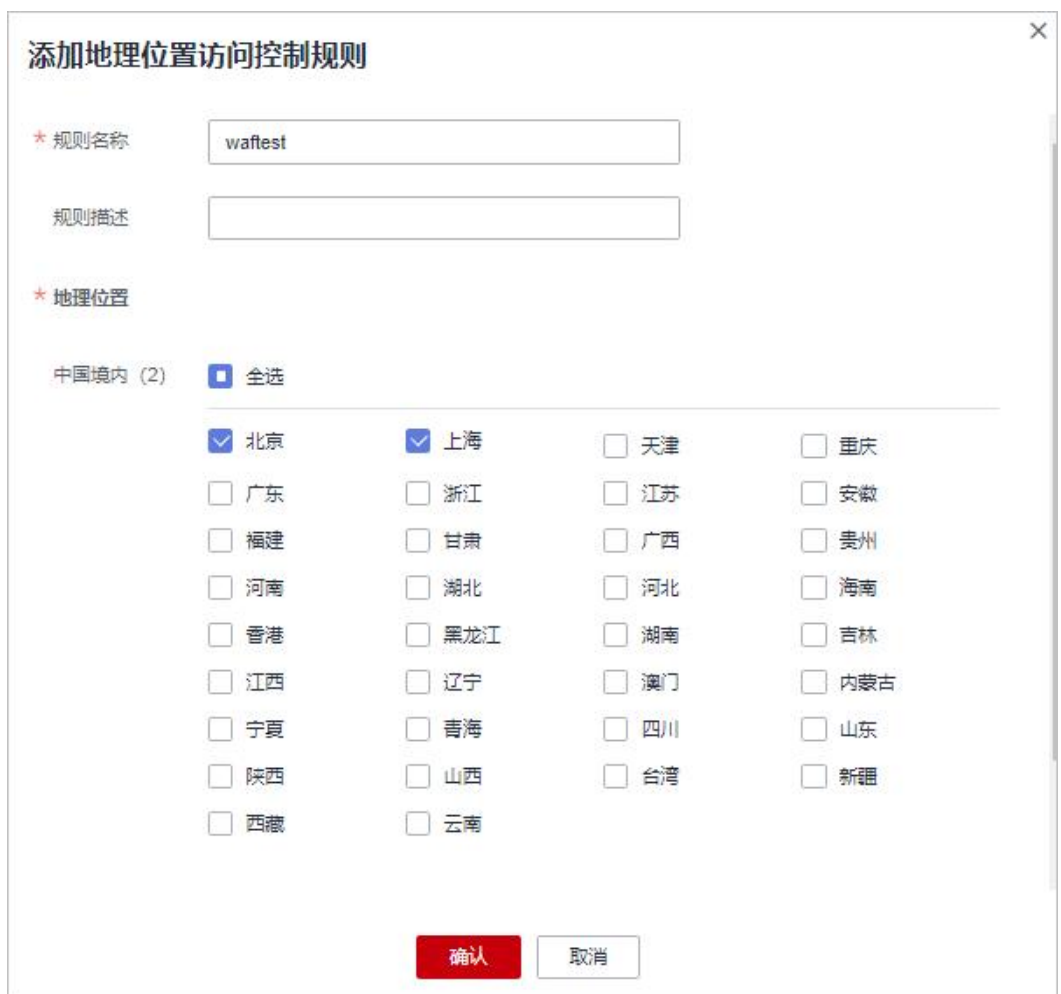 添加地理位置访问控制规则
* 规则名称 waftest
规则描述
* 地理位置
中国境内 (2) 全选
北京 上海 天津 重庆
广东 浙江 江苏 安徽
福建 甘肃 广西 贵州
河南 湖北 河北 海南
香港 黑龙江 湖南 吉林
江西 辽宁 澳门 内蒙古
宁夏 青海 四川 山东
陕西 山西 台湾 新疆
西藏 云南
确认 取消